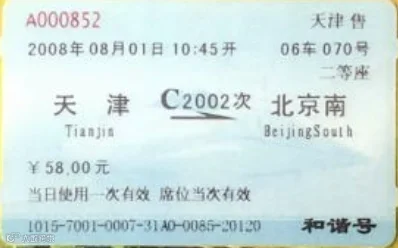 A000852 天津 售
2008年08月01日 10:45开 06车 070号
二等座
天 津 C2002次 北京南
Tianjin BeijingSouth
￥58.00元
当日使用一次有效 席位当次有效
1015-7001-0007-31A0-0085-20120 和谐号